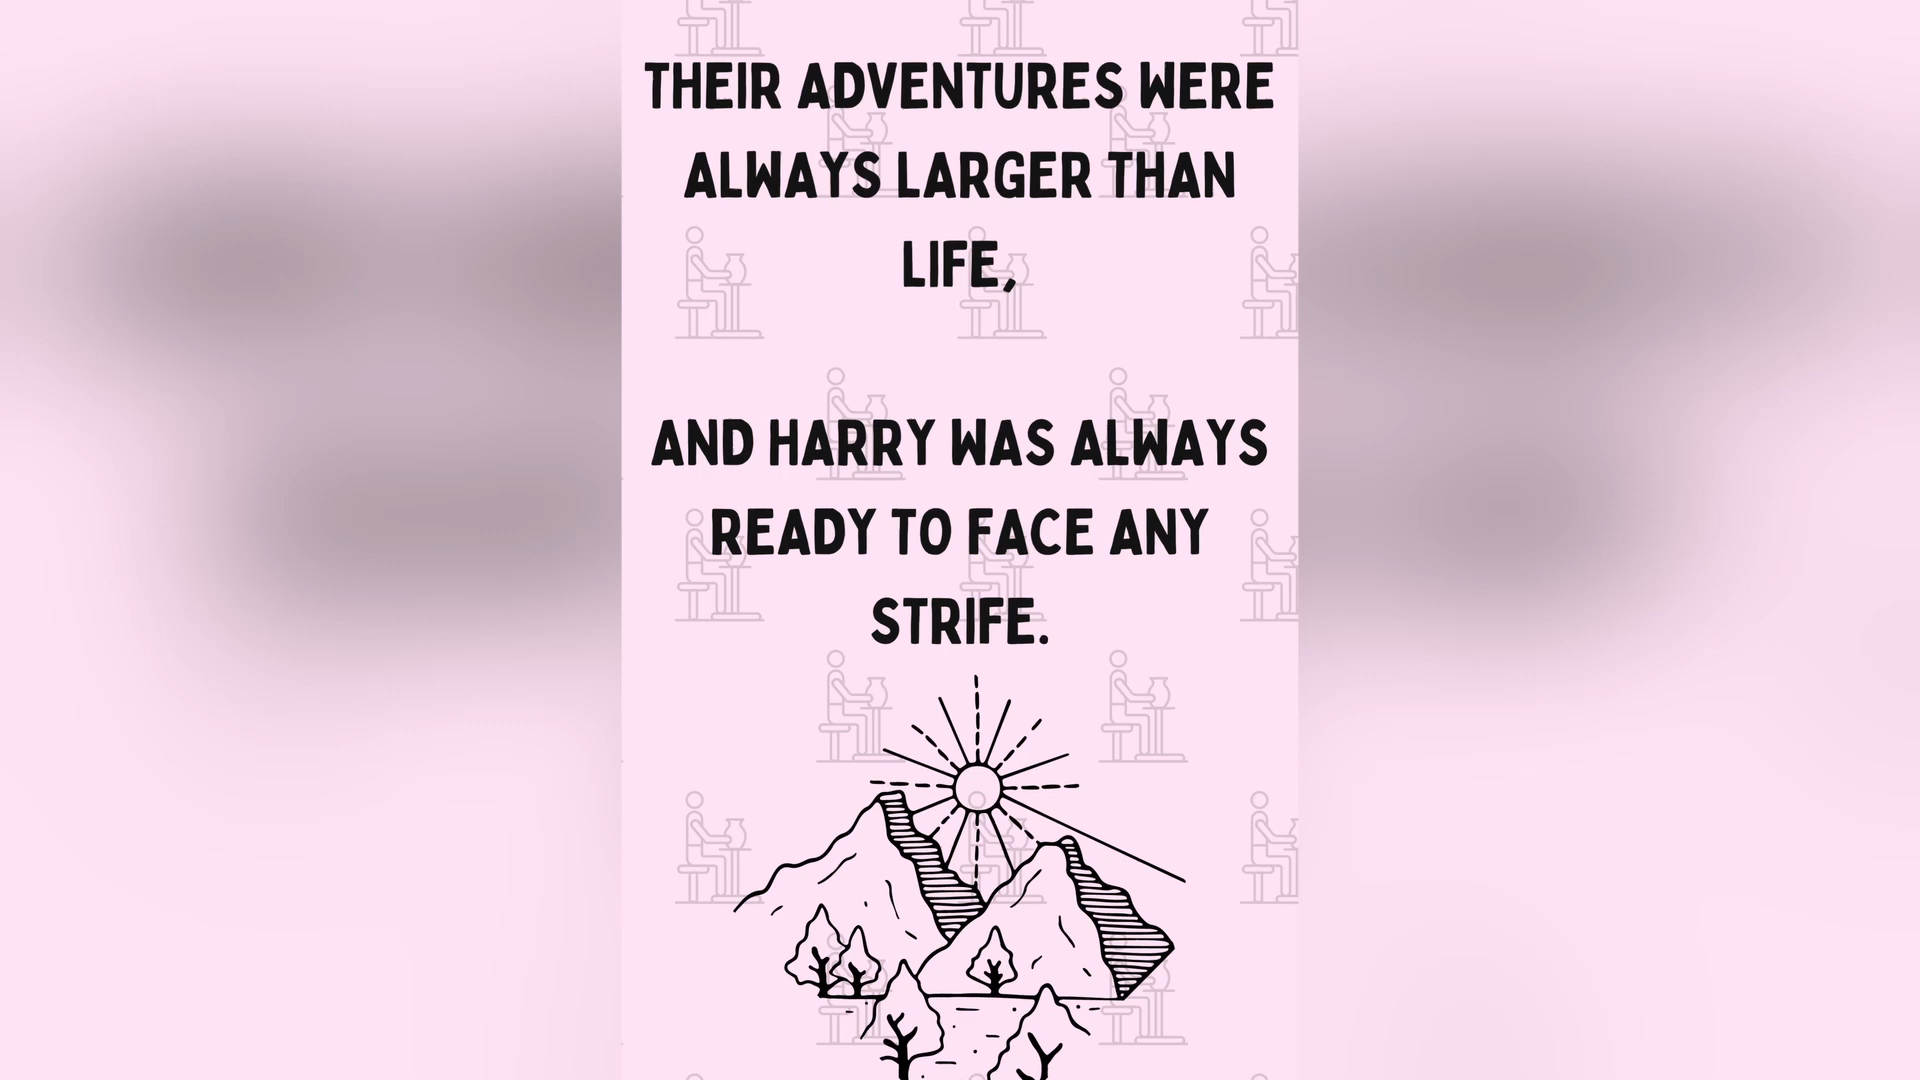 THEIR ADVENTURES WERE
ALWAYS LARGER THAN
LIFE,
AND HARRY WAS ALWAYS
READY TO FACE ANY
STRIFE.